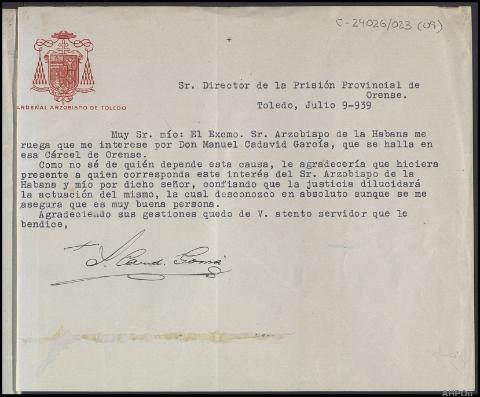 C-24026/023 (09)
+
CARDENAL ARZOBISPO DE TOLEDO
Sr. Director de la Prisión Provincial de
Orense.
Toledo, Julio 9-939
Muy Sr. mío: El Excmo. Sr. Arzobispo de la Habana me
ruega que me interese por Don Manuel Cadavid García, que se halla en
esa Cárcel de Orense.
Como no sé de quién depende esta causa, le agradecería que hiciera
presente a quien corresponda este interés del Sr. Arzobispo de la
Habana y mío por dicho señor, confiando que la justicia dilucidará
la actuación del mismo, la cual desconozco en absoluto aunque se me
asegura que es muy buena persona.
Agradeciendo sus gestiones quedo de V. atento servidor que le
bendice,
+ I. Card. Gomá
AHPOu